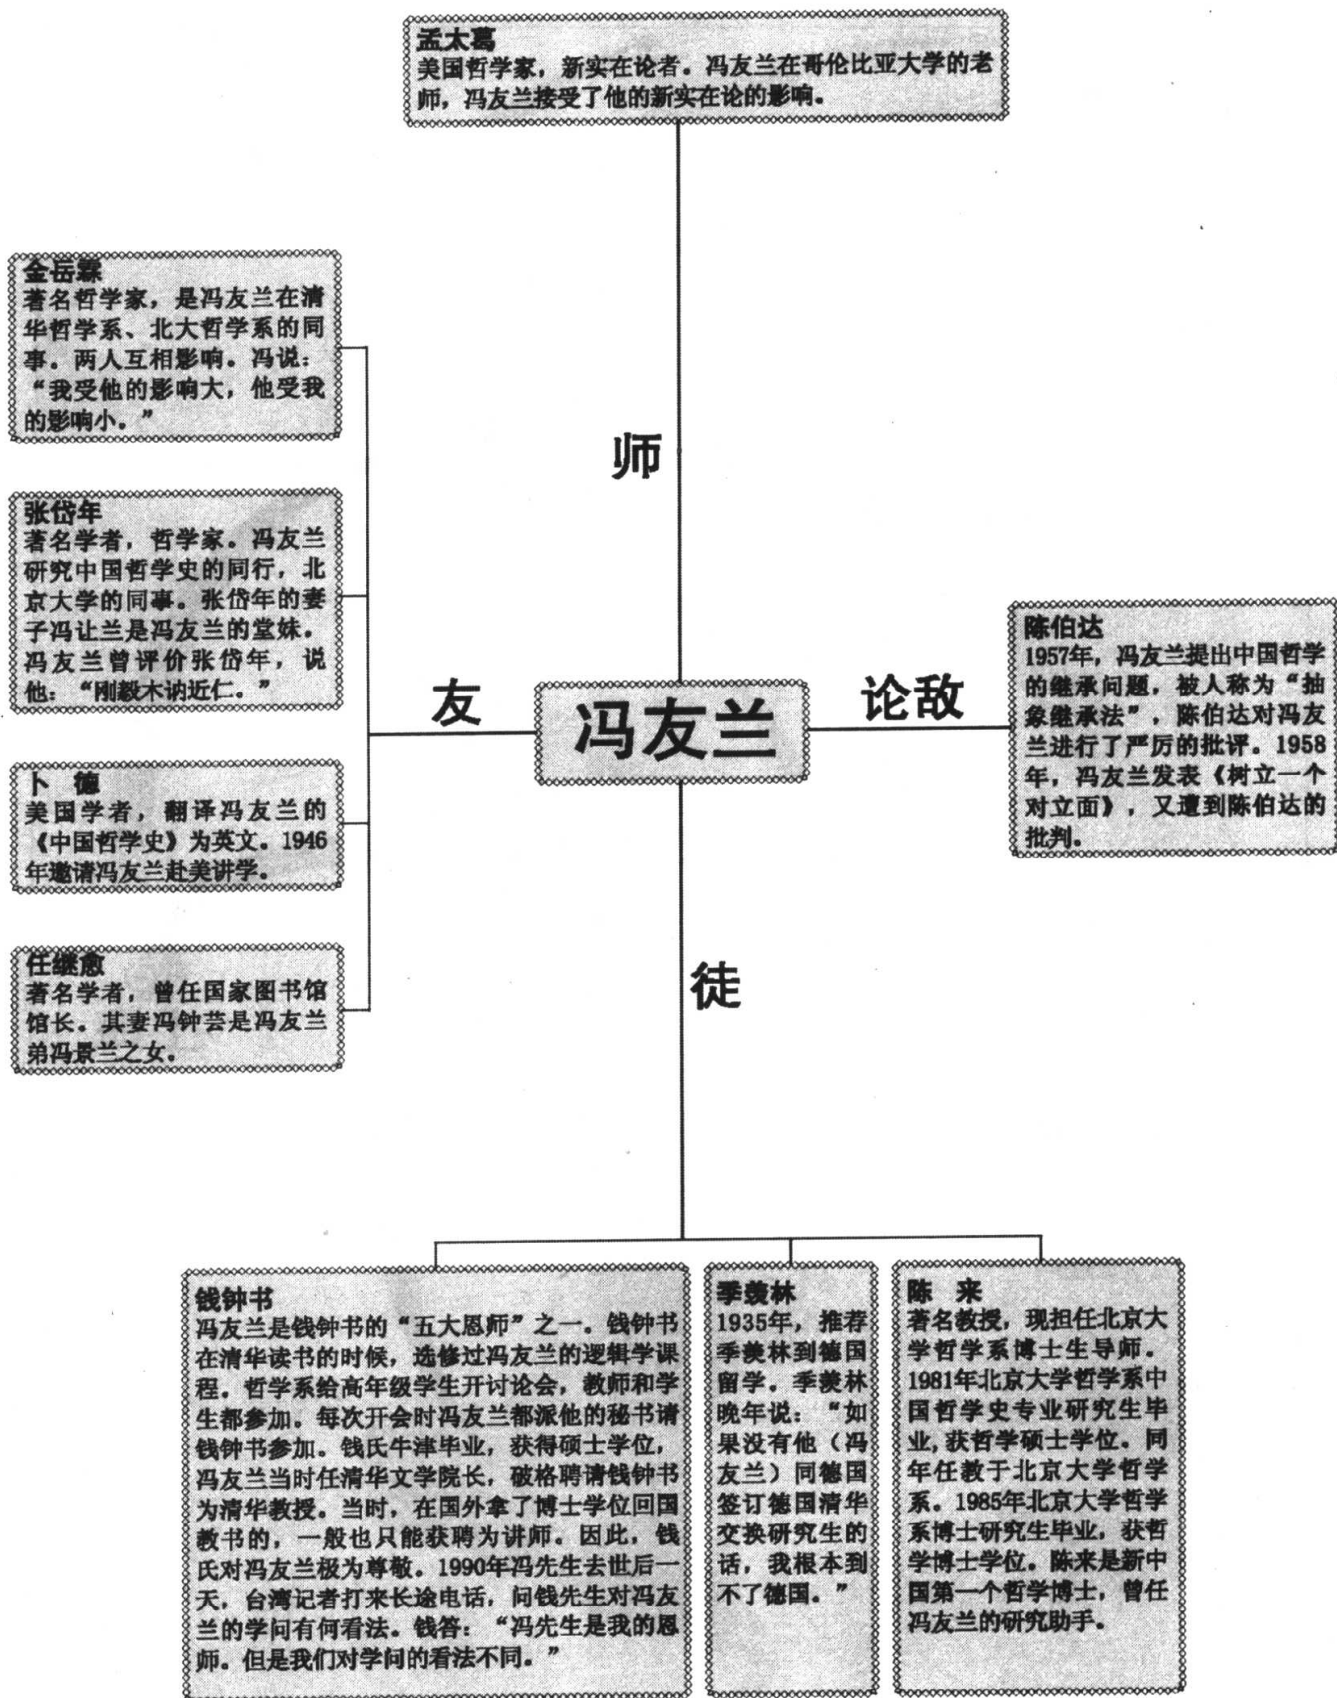 孟太葛
美国哲学家，新实在论者。冯友兰在哥伦比亚大学的老
师，冯友兰接受了他的新实在论的影响。
师
金岳霖
著名哲学家，是冯友兰在清
华哲学系、北大哲学系的同
事。两人互相影响。冯说：
“我受他的影响大，他受我
的影响小。”
张岱年
著名学者，哲学家。冯友兰
研究中国哲学史的同行，北
京大学的同事。张岱年的妻
子冯让兰是冯友兰的堂妹。
冯友兰曾评价张岱年，说
他：“刚毅木讷近仁。”
卜 德
美国学者，翻译冯友兰的
《中国哲学史》为英文。1946
年邀请冯友兰赴美讲学。
任继愈
著名学者，曾任国家图书馆
馆长。其妻冯钟芸是冯友兰
弟冯景兰之女。
友
冯友兰
论敌
陈伯达
1957年，冯友兰提出中国哲学
的继承问题，被人称为“抽
象继承法”，陈伯达对冯友
兰进行了严厉的批评。1958
年，冯友兰发表《树立一个
对立面》，又遭到陈伯达的
批判。
徒
钱钟书
冯友兰是钱钟书的“五大恩师”之一。钱钟书
在清华读书的时候，选修过冯友兰的逻辑学课
程。哲学系给高年级学生开讨论会，教师和学
生都参加。每次开会时冯友兰都派他的秘书请
钱钟书参加。钱氏牛津毕业，获得硕士学位，
冯友兰当时任清华文学院长，破格聘请钱钟书
为清华教授。当时，在国外拿了博士学位回国
教书的，一般也只能获聘为讲师。因此，钱
氏对冯友兰极为尊敬。1990年冯先生去世后一
天，台湾记者打来长途电话，问钱先生对冯友
兰的学问有何看法。钱答：“冯先生是我的恩
师。但是我们对学问的看法不同。”
季羡林
1935年，推荐
季羡林到德国
留学。季羡林
晚年说：“如
果没有他（冯
友兰）同德国
签订德国清华
交换研究生的
话，我根本到
不了德国。”
陈 来
著名教授，现担任北京大
学哲学系博士生导师。
1981年北京大学哲学系中
国哲学史专业研究生毕
业，获哲学硕士学位。同
年任教于北京大学哲学
系。1985年北京大学哲学
系博士研究生毕业，获哲
学博士学位。陈来是新中
国第一个哲学博士，曾任
冯友兰的研究助手。